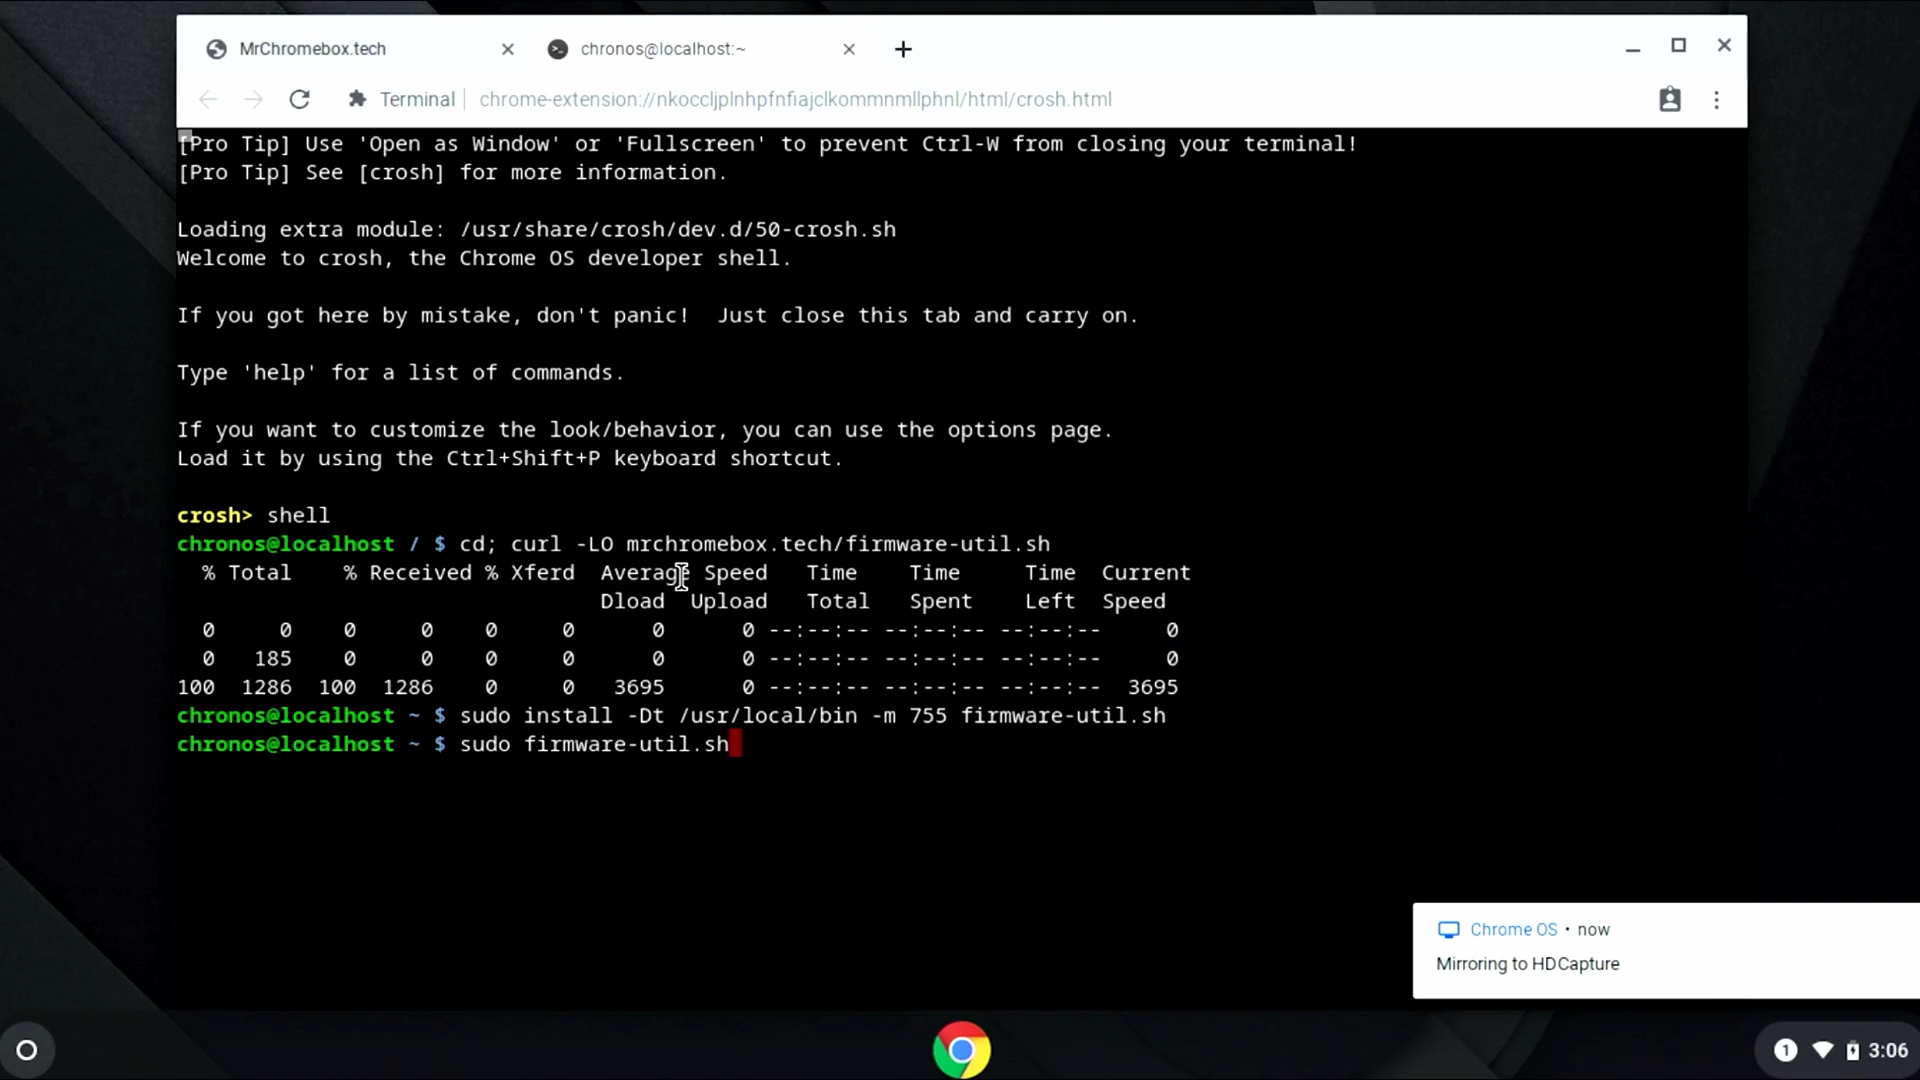 MrChromebox.tech
chronos@localhost:~
Terminal
chrome-extension://nkoccljplnhpfnfiajclkommnmllphnl/html/crosh.html
[Pro Tip] Use 'Open as Window' or 'Fullscreen' to prevent Ctrl-W from closing your terminal!
[Pro Tip] See [crosh] for more information.
Loading extra module: /usr/share/crosh/dev.d/50-crosh.sh
Welcome to crosh, the Chrome OS developer shell.
If you got here by mistake, don't panic!  Just close this tab and carry on.
Type 'help' for a list of commands.
If you want to customize the look/behavior, you can use the options page.
Load it by using the Ctrl+Shift+P keyboard shortcut.
crosh> shell
chronos@localhost / $ cd; curl -LO mrchromebox.tech/firmware-util.sh
  % Total    % Received % Xferd  Average Speed   Time    Time     Time  Current
                                 Dload  Upload   Total   Spent    Left  Speed
  0     0    0     0    0     0      0      0 --:--:-- --:--:-- --:--:--     0
  0   185    0     0    0     0      0      0 --:--:-- --:--:-- --:--:--     0
100  1286  100  1286    0     0   3695      0 --:--:-- --:--:-- --:--:--  3695
chronos@localhost ~ $ sudo install -Dt /usr/local/bin -m 755 firmware-util.sh
chronos@localhost ~ $ sudo firmware-util.sh
Chrome OS • now
Mirroring to HDCapture
1 3:06